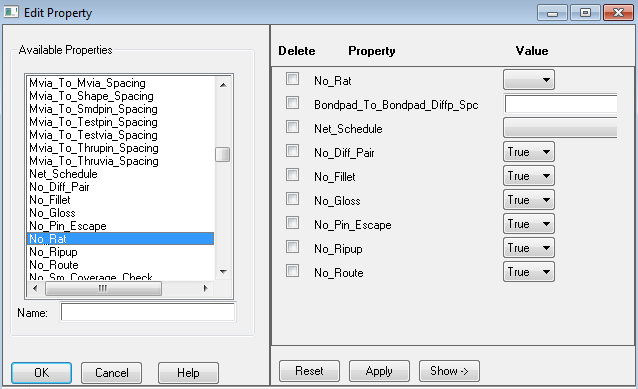 Edit Property
Available Properties
Mvia_To_Mvia_Spacing
Mvia_To_Shape_Spacing
Mvia_To_Smdpin_Spacing
Mvia_To_Testpin_Spacing
Mvia_To_Testvia_Spacing
Mvia_To_Thrupin_Spacing
Mvia_To_Thruvia_Spacing
Net_Schedule
No_Diff_Pair
No_Fillet
No_Gloss
No_Pin_Escape
No_Rat
No_Ripup
No_Route
No_Sm_Coverage_Check
Name:
OK Cancel Help
Delete Property Value
No_Rat
Bondpad_To_Bondpad_Diffp_Spc
Net_Schedule
No_Diff_Pair True
No_Fillet True
No_Gloss True
No_Pin_Escape True
No_Ripup True
No_Route True
Reset Apply Show ->